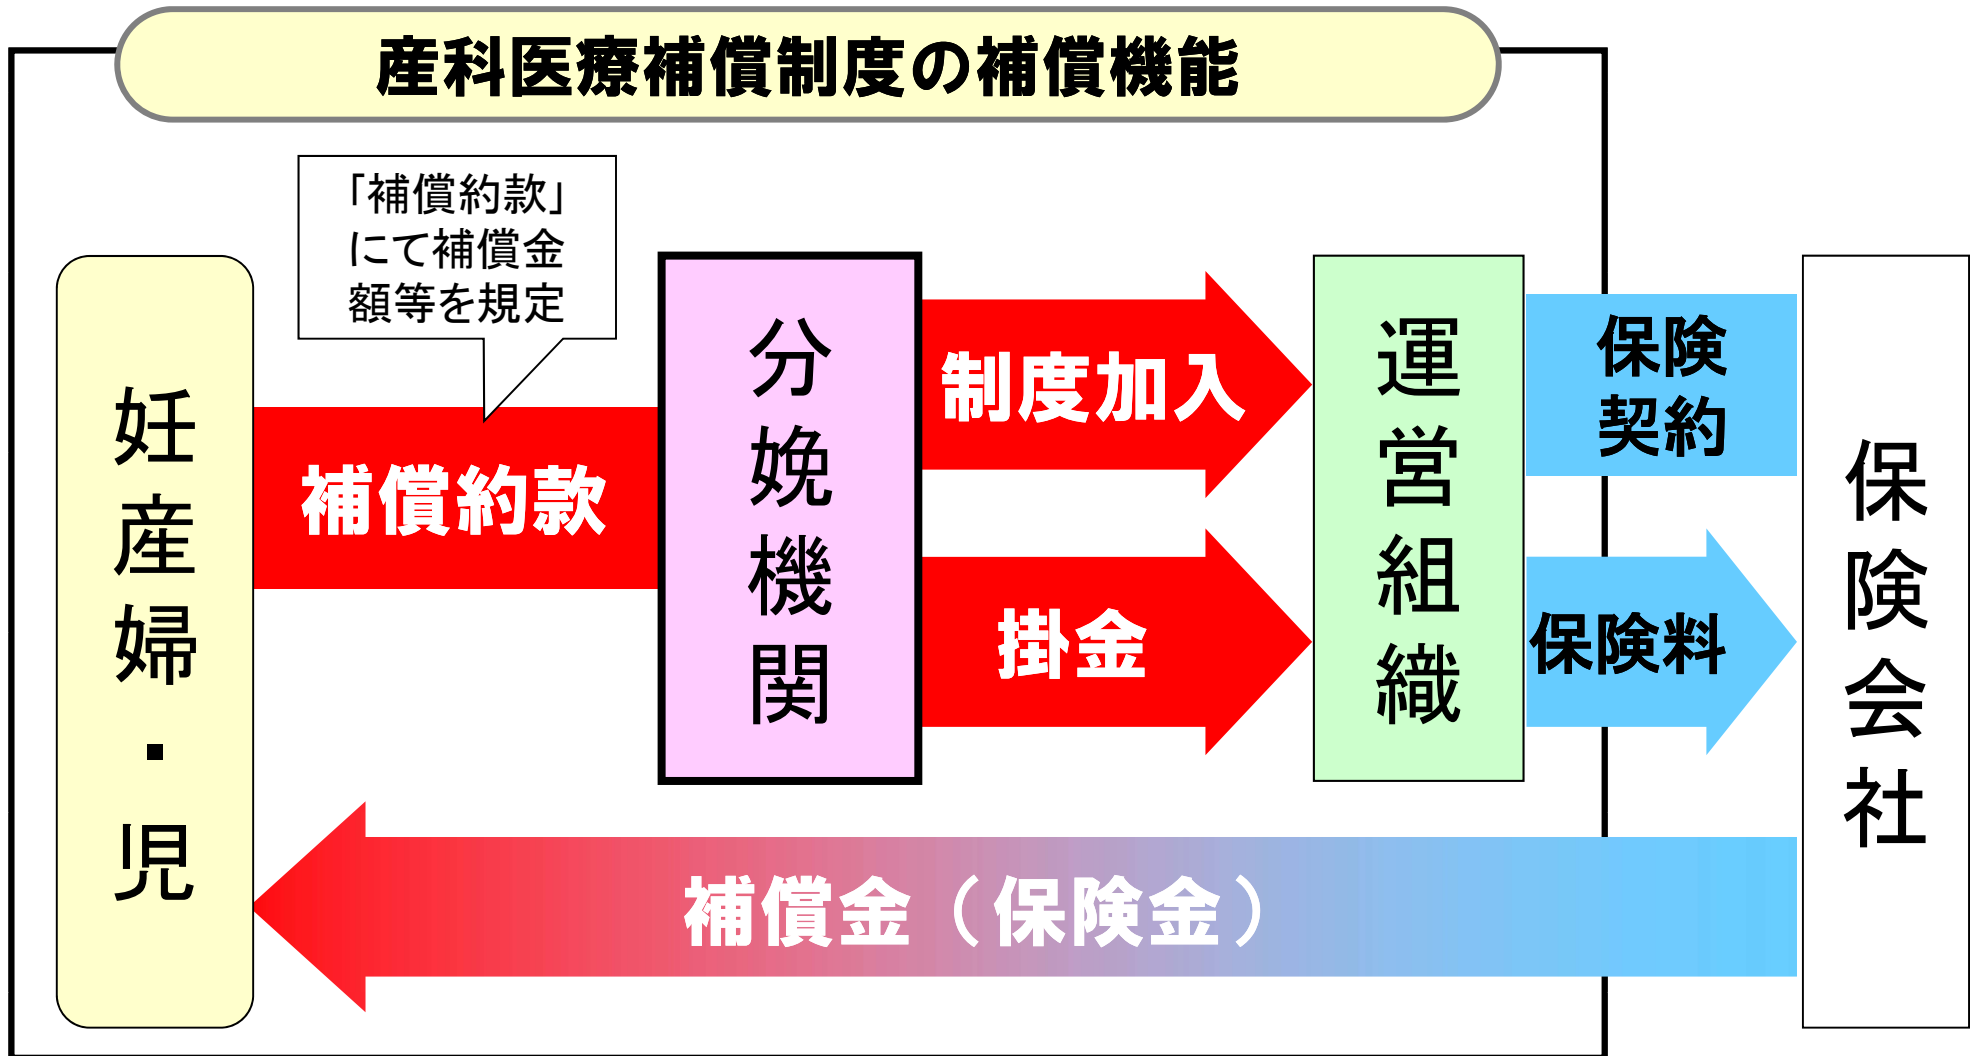 産科医療補償制度の補償機能
「補償約款」
にて補償金
額等を規定
妊産婦・児
補償約款
分娩機関
制度加入
掛金
運営組織
保険
契約
保険料
保険会社
補償金（保険金）